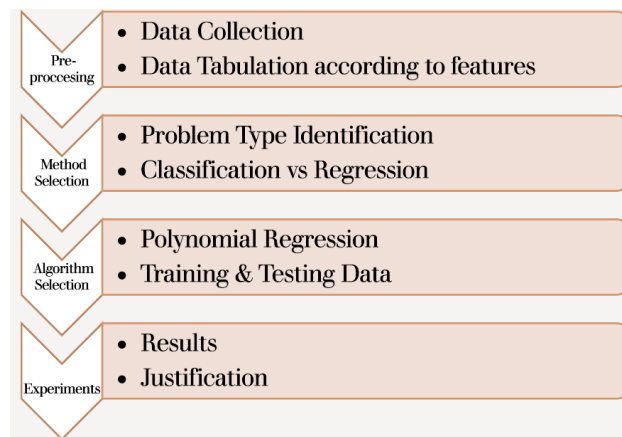 Pre-
proccesing
• Data Collection
• Data Tabulation according to features
Method
Selection
• Problem Type Identification
• Classification vs Regression
Algorithm
Selection
• Polynomial Regression
• Training & Testing Data
Experiments
• Results
• Justification